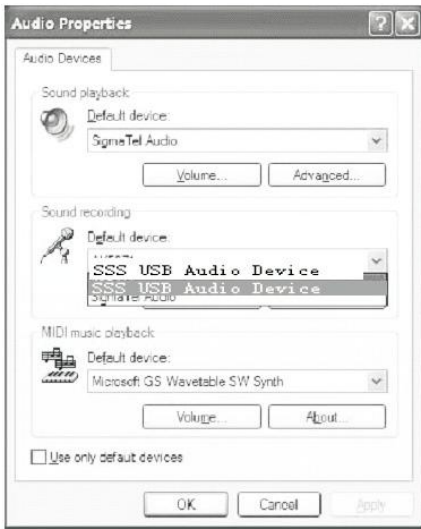 Audio Properties
Audio Devices
Sound playback
Default device:
SigmaTel Audio
Volume...
Advanced...
Sound recording
Default device:
SSS USB Audio Device
SSS USB Audio Device
SigmaTel Audio
MIDI music playback
Default device:
Microsoft GS Wavetable SW Synth
Volume...
About...
Use only default devices
OK
Cancel
Apply